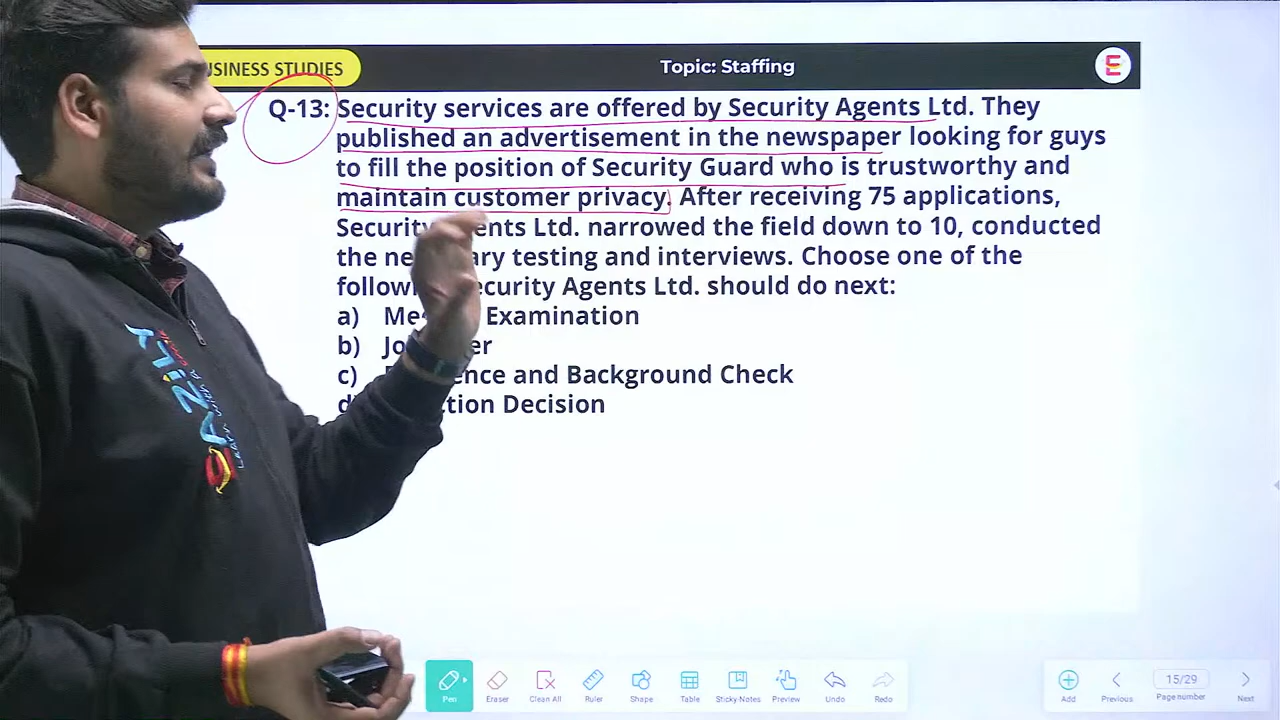 USINESS STUDIES
Topic: Staffing
E
Q-13: Security services are offered by Security Agents Ltd. They
published an advertisement in the newspaper looking for guys
to fill the position of Security Guard who is trustworthy and
maintain customer privacy. After receiving 75 applications,
Security ents Ltd. narrowed the field down to 10, conducted
the ne ary testing and interviews. Choose one of the
follow ecurity Agents Ltd. should do next:
a) Me Examination
b) Jo er
c) ence and Background Check
d) tion Decision
Pen
Eraser
Clean All
Ruler
Shape
Table
Sticky-Notes
Preview
Undo
Redo
Add
Previous
15/29
Page number
Next